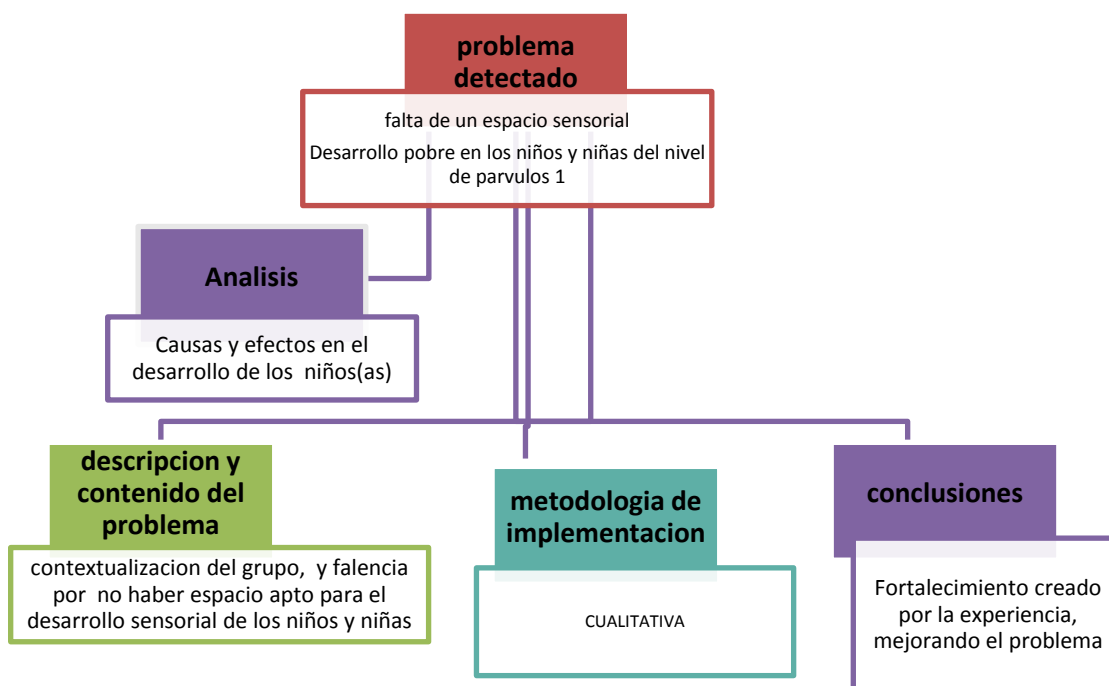 problema
detectado
falta de un espacio sensorial
Desarrollo pobre en los niños y niñas del nivel
de parvulos 1
Analisis
Causas y efectos en el
desarrollo de los niños(as)
descripcion y
contenido del
problema
contextualizacion del grupo, y falencia
por no haber espacio apto para el
desarrollo sensorial de los niños y niñas
metodologia de
implementacion
CUALITATIVA
conclusiones
Fortalecimiento creado
por la experiencia,
mejorando el problema